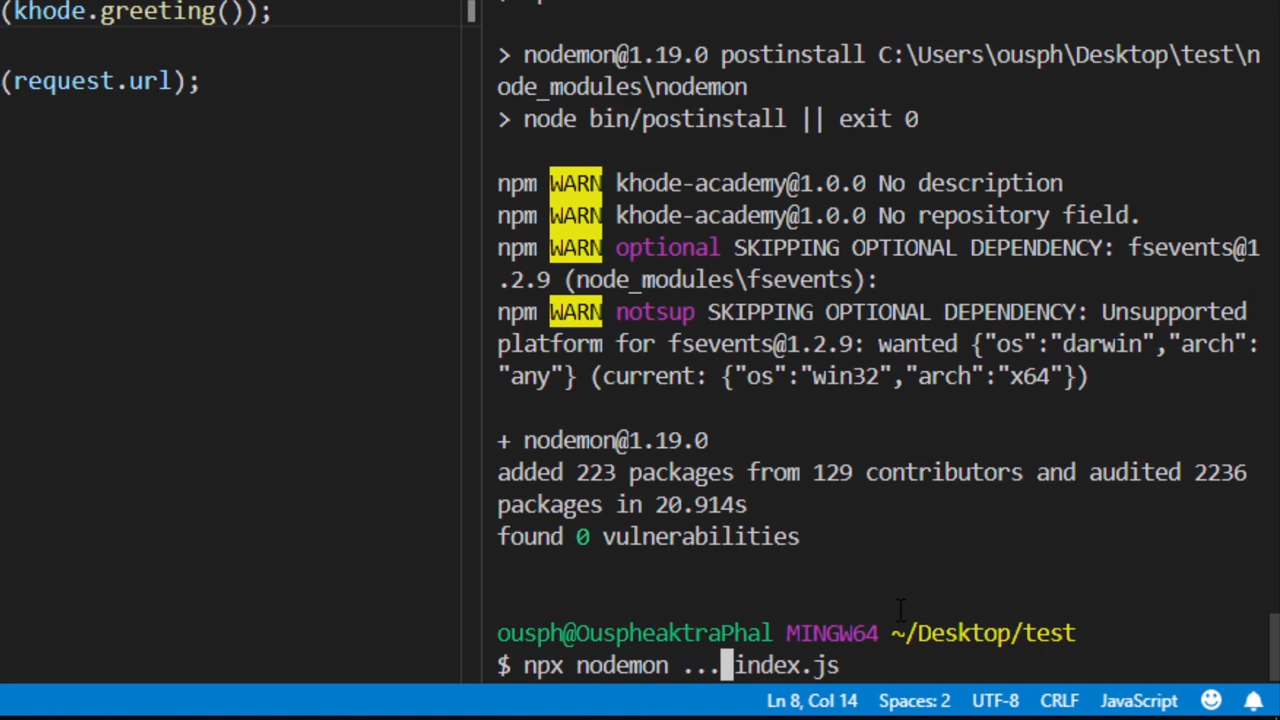 (khode.greeting());
(request.url);
> nodemon@1.19.0 postinstall C:\Users\ousph\Desktop\test\n
ode_modules\nodemon
> node bin/postinstall || exit 0
npm WARN khode-academy@1.0.0 No description
npm WARN khode-academy@1.0.0 No repository field.
npm WARN optional SKIPPING OPTIONAL DEPENDENCY: fsevents@1
.2.9 (node_modules\fsevents):
npm WARN notsup SKIPPING OPTIONAL DEPENDENCY: Unsupported
platform for fsevents@1.2.9: wanted {"os":"darwin","arch":
"any"} (current: {"os":"win32","arch":"x64"})
+ nodemon@1.19.0
added 223 packages from 129 contributors and audited 2236
packages in 20.914s
found 0 vulnerabilities
ousph@OuspheaktraPhal MINGW64 ~/Desktop/test
$ npx nodemon ... index.js
Ln 8, Col 14 Spaces: 2 UTF-8 CRLF JavaScript